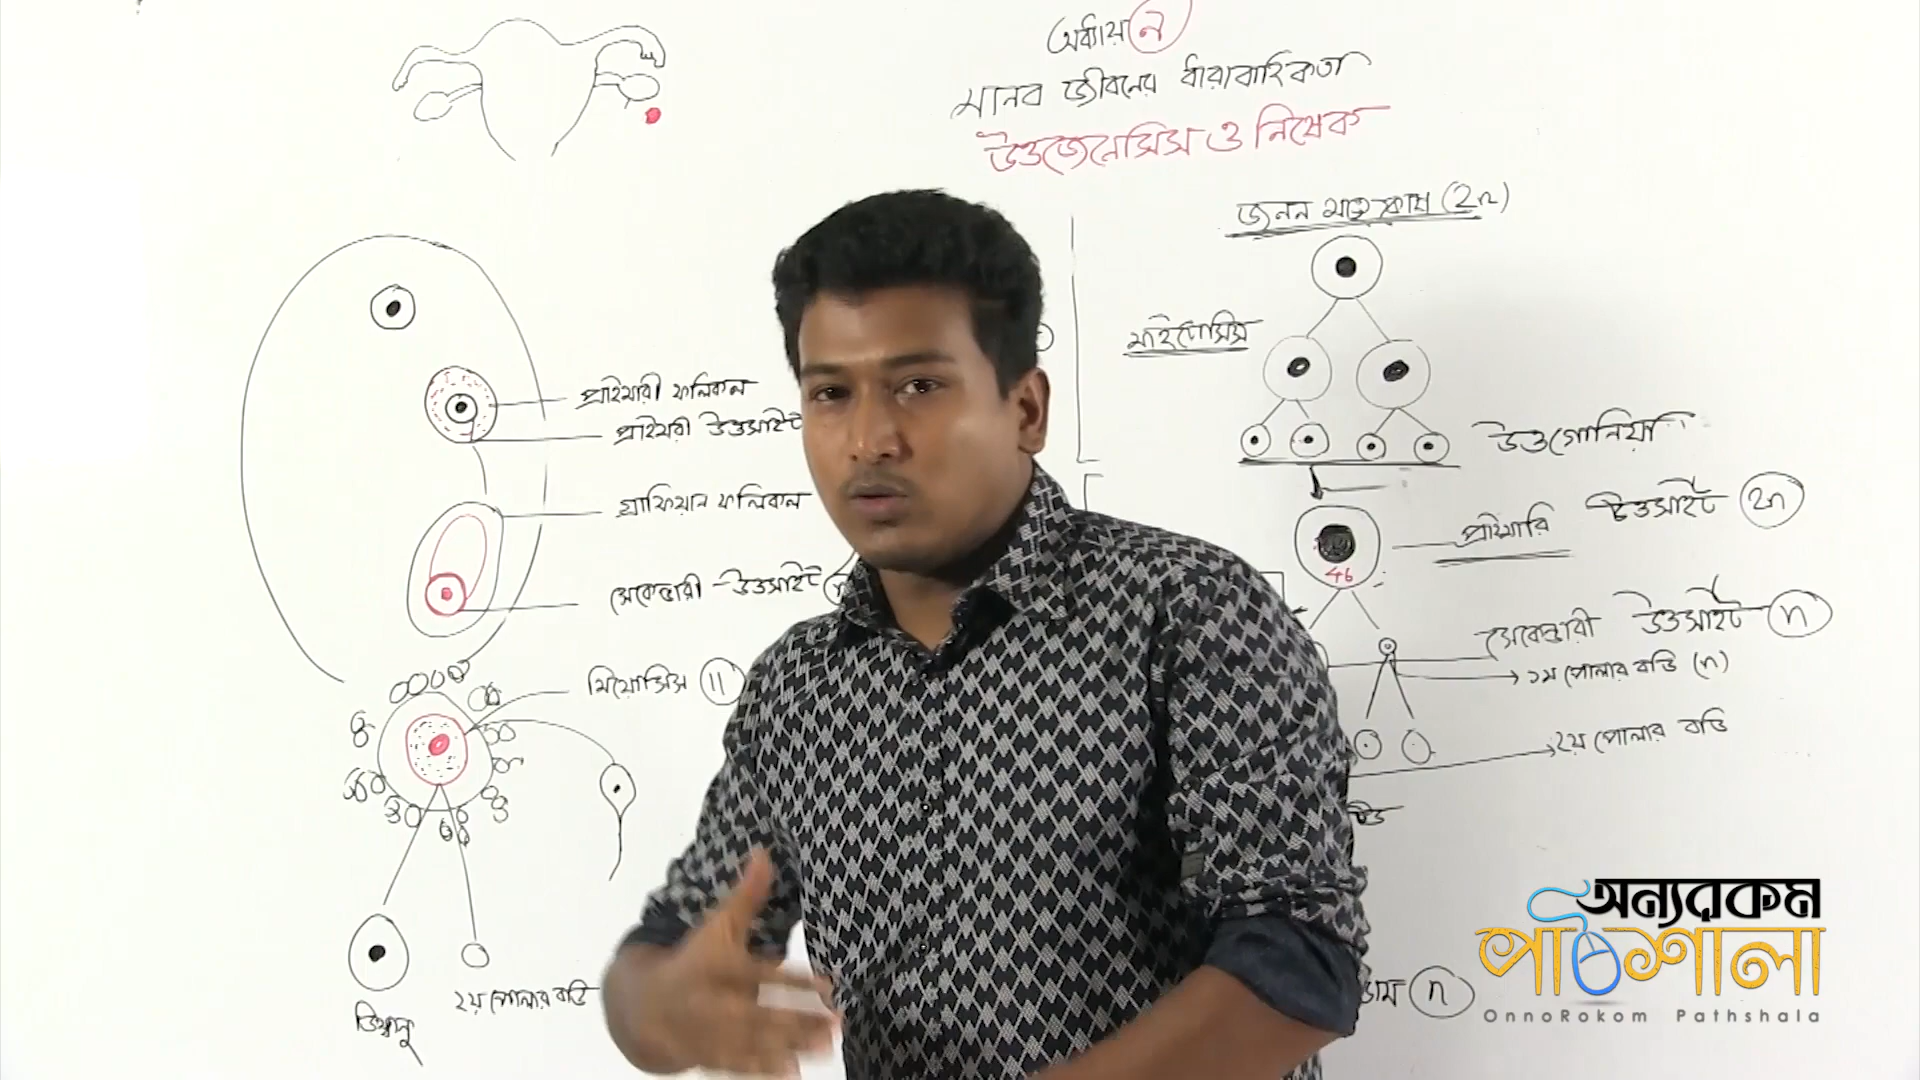 অধ্যায় ৯
মানব জীবনের ধারাবাহিকতা
উওজেনেসিস ও নিষেক
জনন মাতৃকোষ (2n)
মাইটোসিস
উওগোনিয়া
প্রাইমারি উওসাইট 2n
46
সেকেন্ডারী উওসাইট n
১ম পোলার বডি (n)
২য় পোলার বডি
n
প্রাইমারী ফলিকল
প্রাইমারী উওসাইট
গ্রাফিয়ান ফলিকল
সেকেন্ডারী উওসাইট
মিয়োসিস II
ডিম্বাণু
২য় পোলার বডি
অন্যরকম
পাঠশালা
OnnoRokom Pathshala